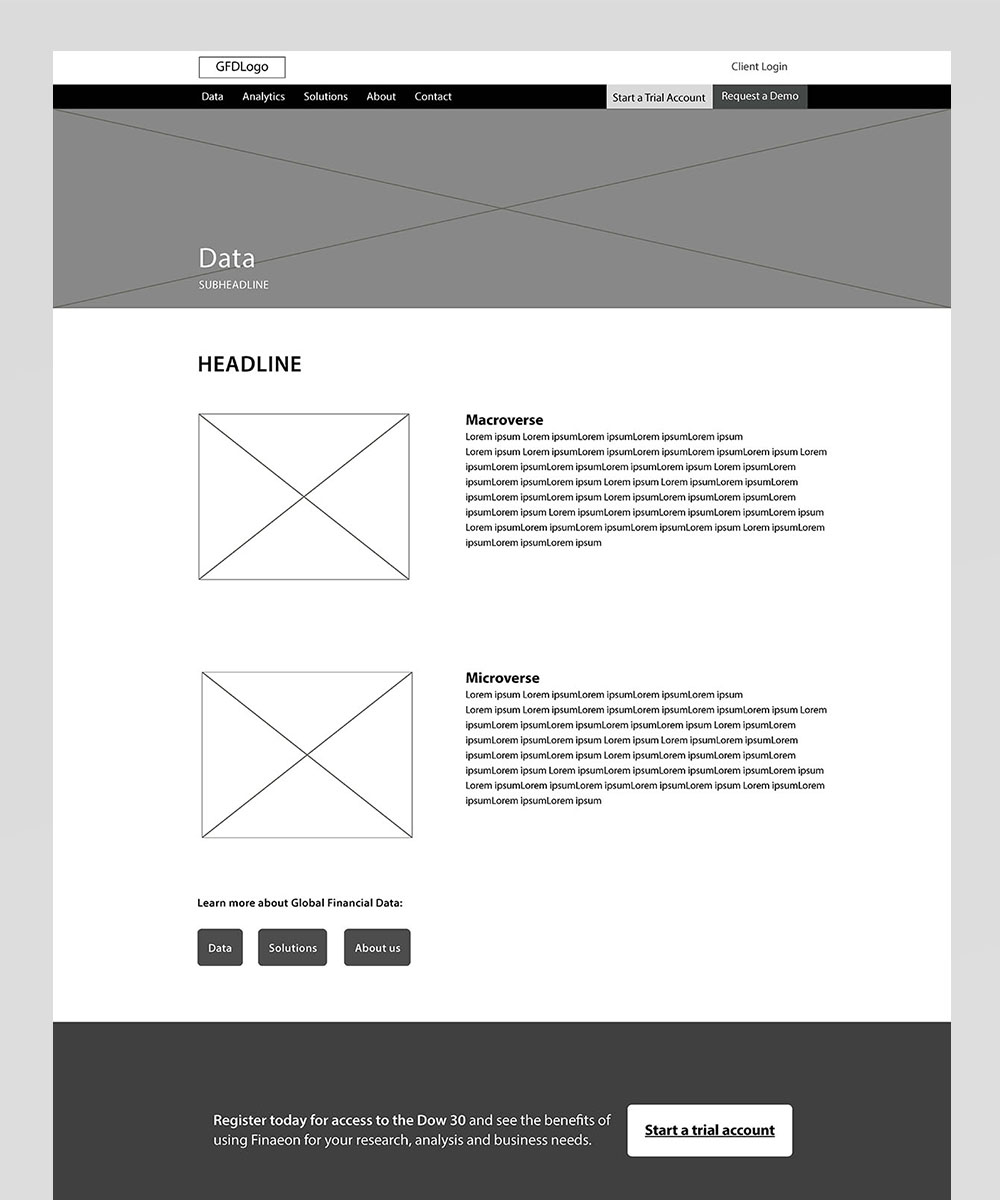 GFDLogo
Client Login
Data Analytics Solutions About Contact Start a Trial Account Request a Demo
Data
SUBHEADLINE
HEADLINE
Macroverse
Lorem ipsum Lorem ipsumLorem ipsumLorem ipsumLorem ipsum
Lorem ipsum Lorem ipsumLorem ipsumLorem ipsumLorem ipsumLorem ipsum Lorem
ipsumLorem ipsumLorem ipsumLorem ipsumLorem ipsum Lorem ipsumLorem
ipsumLorem ipsumLorem ipsum Lorem ipsum Lorem ipsumLorem ipsumLorem
ipsumLorem ipsumLorem ipsum Lorem ipsumLorem ipsumLorem ipsumLorem
ipsumLorem ipsum Lorem ipsumLorem ipsumLorem ipsumLorem ipsumLorem ipsum
Lorem ipsumLorem ipsumLorem ipsumLorem ipsumLorem ipsum Lorem ipsumLorem
ipsumLorem ipsumLorem ipsum
Microverse
Lorem ipsum Lorem ipsumLorem ipsumLorem ipsumLorem ipsum
Lorem ipsum Lorem ipsumLorem ipsumLorem ipsumLorem ipsumLorem ipsum Lorem
ipsumLorem ipsumLorem ipsumLorem ipsumLorem ipsum Lorem ipsumLorem
ipsumLorem ipsumLorem ipsum Lorem ipsum Lorem ipsumLorem ipsumLorem
ipsumLorem ipsumLorem ipsum Lorem ipsumLorem ipsumLorem ipsumLorem
ipsumLorem ipsum Lorem ipsumLorem ipsumLorem ipsumLorem ipsumLorem ipsum
Lorem ipsumLorem ipsumLorem ipsumLorem ipsumLorem ipsum Lorem ipsumLorem
ipsumLorem ipsumLorem ipsum
Learn more about Global Financial Data:
Data Solutions About us
Register today for access to the Dow 30 and see the benefits of
using Finaeon for your research, analysis and business needs.
Start a trial account